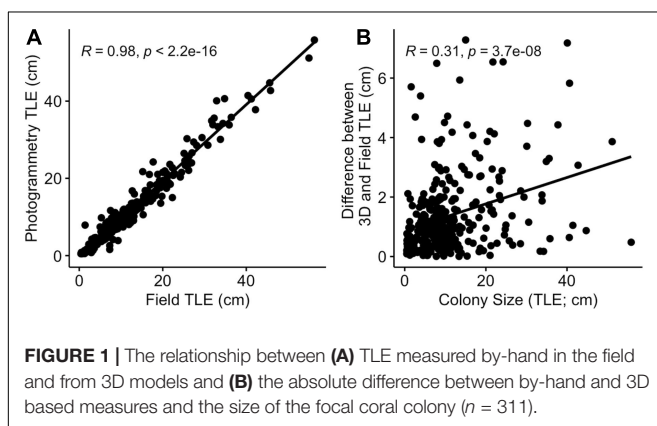 A
R = 0.98, p < 2.2e-16
Photogrammetry TLE (cm)
40
20
0
0 20 40
Field TLE (cm)
B
R = 0.31, p = 3.7e-08
Difference between
3D and Field TLE (cm)
6
4
2
0
0 20 40
Colony Size (TLE; cm)
FIGURE 1 | The relationship between (A) TLE measured by-hand in the field
and from 3D models and (B) the absolute difference between by-hand and 3D
based measures and the size of the focal coral colony (n = 311).